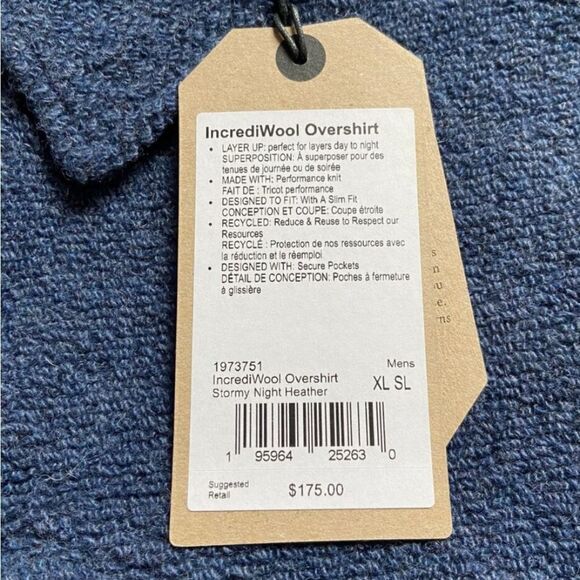 IncrediWool Overshirt
• LAYER UP: perfect for layers day to night
SUPERPOSITION: À superposer pour des
tenues de journée ou de soirée
• MADE WITH: Performance knit
FAIT DE : Tricot performance
• DESIGNED TO FIT: With A Slim Fit
CONCEPTION ET COUPE: Coupe étroite
• RECYCLED: Reduce & Reuse to Respect our
Resources
RECYCLÉ : Protection de nos ressources avec
la réduction et le réemploi
• DESIGNED WITH: Secure Pockets
DÉTAIL DE CONCEPTION: Poches à fermeture
à glissière
1973751 Mens
IncrediWool Overshirt XL SL
Stormy Night Heather
1 95964 25263 0
Suggested
Retail $175.00